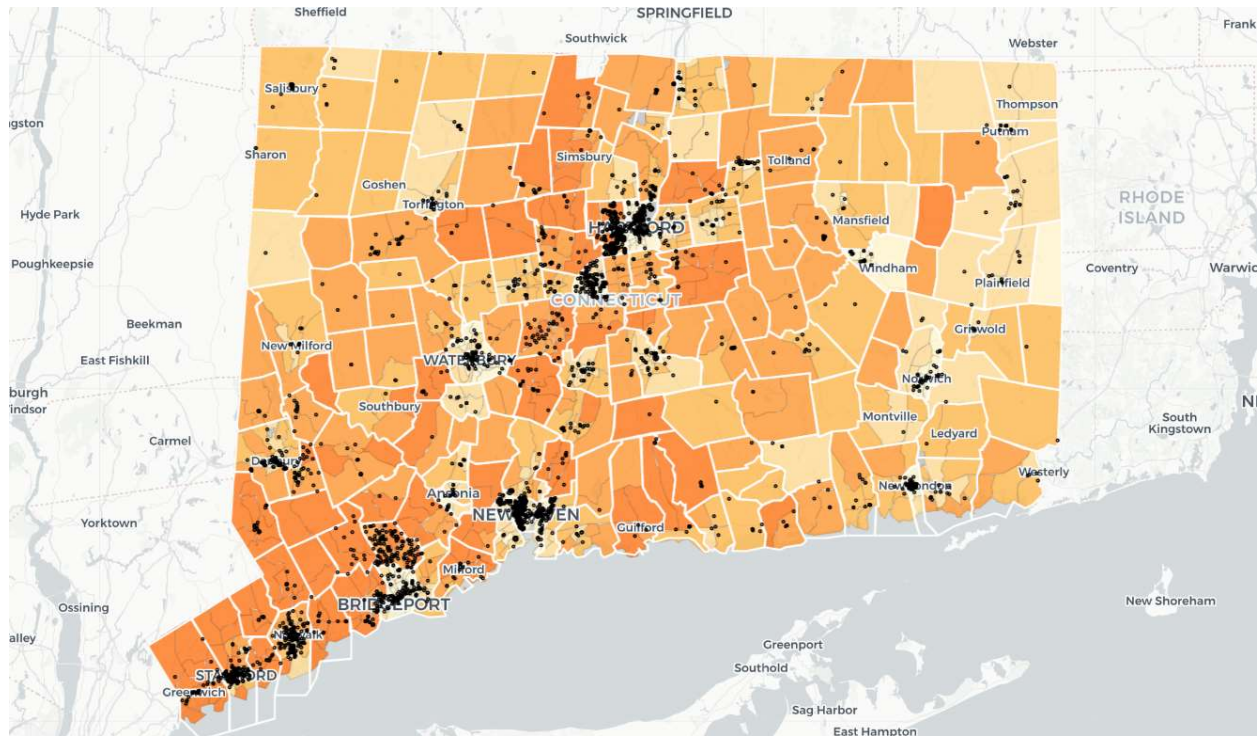 Sheffield
SPRINGFIELD
Southwick
Frank
Webster
Salisbury
Thompson
Putnam
ngston
Sharon
Simsbury
Tolland
Goshen
Torrington
RHODE
ISLAND
Hyde Park
Mansfield
HARTFORD
Poughkeepsie
Windham
Coventry
Warwic
Plainfield
CONNECTICUT
Beekman
Griswold
New Milford
East Fishkill
WATERBURY
Norwich
burgh
Windsor
Southbury
Montville
South
Kingstown
Carmel
Ledyard
Danbury
Westerly
Ansonia
New London
Yorktown
NEW HAVEN
Guilford
Milford
BRIDGEPORT
Ossining
New Shoreham
Norwalk
alley
Greenport
STAMFORD
Southold
Greenwich
Sag Harbor
East Hampton